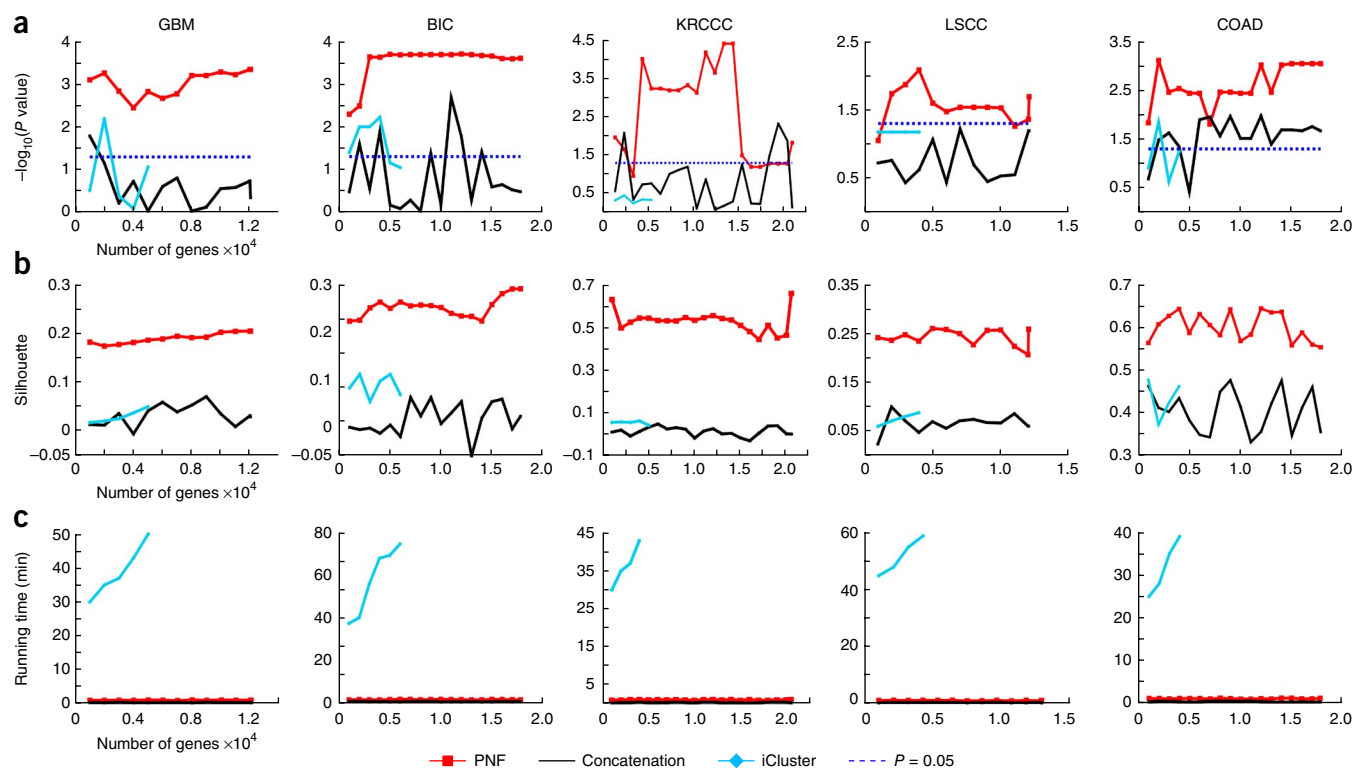 a
GBM BIC KRCCC LSCC COAD
–log10(P value)
4 3 2 1 0
0 0.4 0.8 1.2
4 3 2 1 0
0 0.5 1.0 1.5 2.0
4.5 3.5 2.5 1.5 0.5
0 0.5 1.0 1.5 2.0
2.5 1.5 0.5
0 0.5 1.0 1.5
3.5 2.5 1.5 0.5
0 0.5 1.0 1.5 2.0
Number of genes ×10⁴
b
Silhouette
0.3 0.2 0.1 0 –0.05
0 0.4 0.8 1.2
0.3 0.2 0.1 0 –0.05
0 0.5 1.0 1.5 2.0
0.7 0.5 0.3 0.1 –0.1
0 0.5 1.0 1.5 2.0
0.35 0.25 0.15 0.05
0 0.5 1.0 1.5
0.7 0.6 0.5 0.4 0.3
0 0.5 1.0 1.5 2.0
Number of genes ×10⁴
c
Running time (min)
50 40 30 20 10 0
0 0.4 0.8 1.2
80 60 40 20 0
0 0.5 1.0 1.5 2.0
45 35 25 15 5
0 0.5 1.0 1.5 2.0
60 40 20 0
0 0.5 1.0 1.5
40 30 20 10 0
0 0.5 1.0 1.5 2.0
Number of genes ×10⁴
PNF Concatenation iCluster P = 0.05